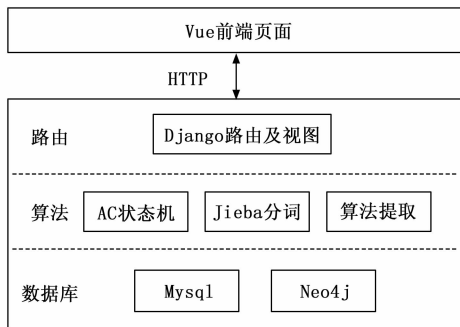 Vue前端页面
HTTP
路由
Django路由及视图
算法
AC状态机
Jieba分词
算法提取
数据库
Mysql
Neo4j